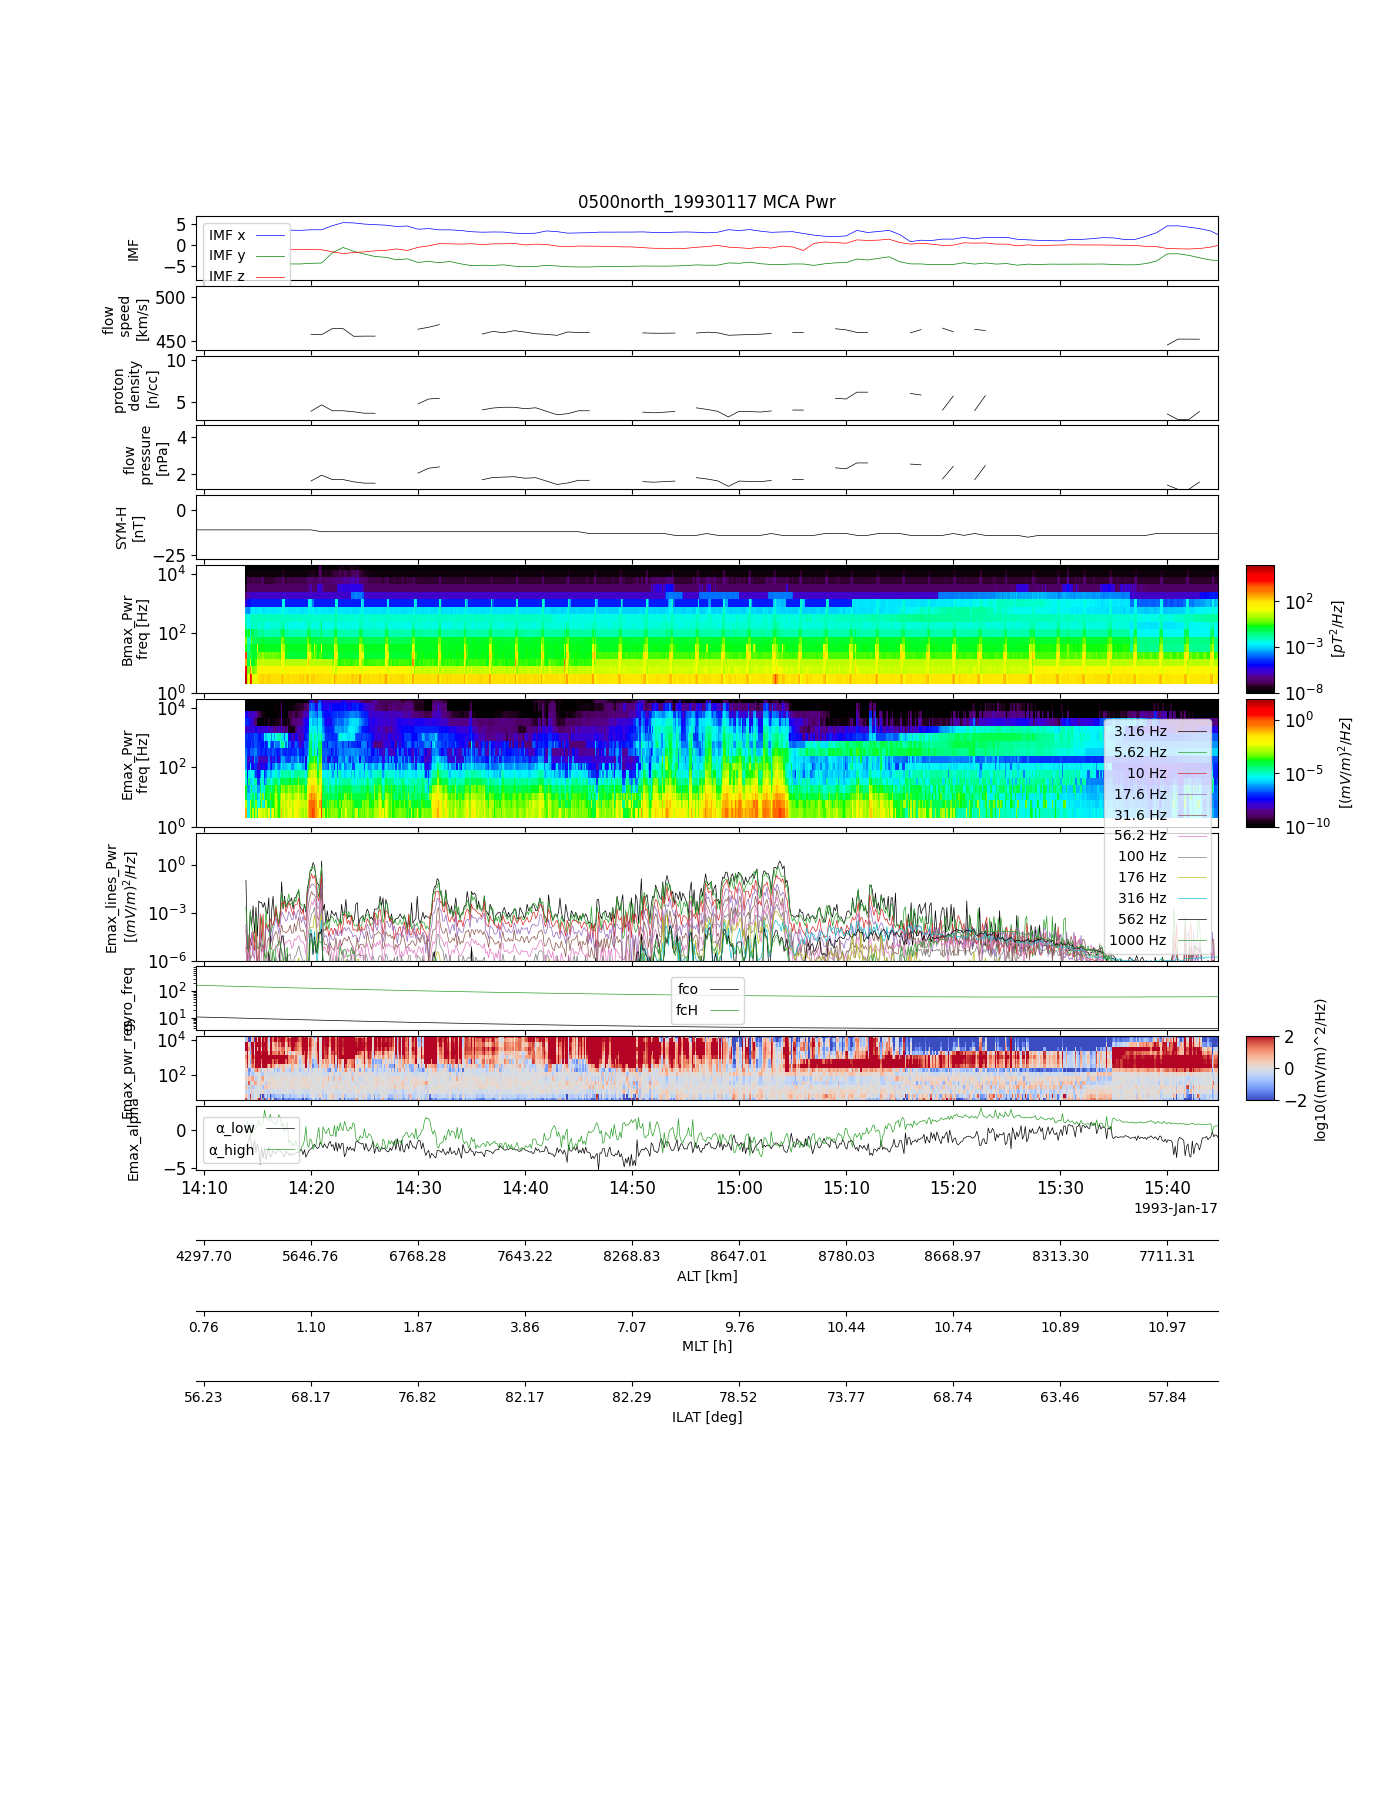 0500north_19930117 MCA Pwr
5
0
−5
IMF
IMF x
IMF y
IMF z
500
450
flow
speed
[km/s]
10
5
proton
density
[n/cc]
4
2
flow
pressure
[nPa]
0
−25
SYM-H
[nT]
10^4
10^2
10^0
Bmax_Pwr
freq [Hz]
10^2
10^−3
10^−8
[pT^2/Hz]
10^4
10^2
10^0
Emax_Pwr
freq [Hz]
10^0
10^−5
10^−10
[(mV/m)^2/Hz]
3.16 Hz
5.62 Hz
10 Hz
17.6 Hz
31.6 Hz
56.2 Hz
100 Hz
176 Hz
316 Hz
562 Hz
1000 Hz
10^0
10^−3
10^−6
Emax_lines_Pwr
[(mV/m)^2/Hz]
10^2
10^1
gyro_freq
fco
fcH
10^4
10^2
Emax_pwr_reg
2
0
−2
log10((mV/m)^2/Hz)
0
−5
Emax_alpha
α_low
α_high
14:10 14:20 14:30 14:40 14:50 15:00 15:10 15:20 15:30 15:40
1993-Jan-17
4297.70 5646.76 6768.28 7643.22 8268.83 8647.01 8780.03 8668.97 8313.30 7711.31
ALT [km]
0.76 1.10 1.87 3.86 7.07 9.76 10.44 10.74 10.89 10.97
MLT [h]
56.23 68.17 76.82 82.17 82.29 78.52 73.77 68.74 63.46 57.84
ILAT [deg]